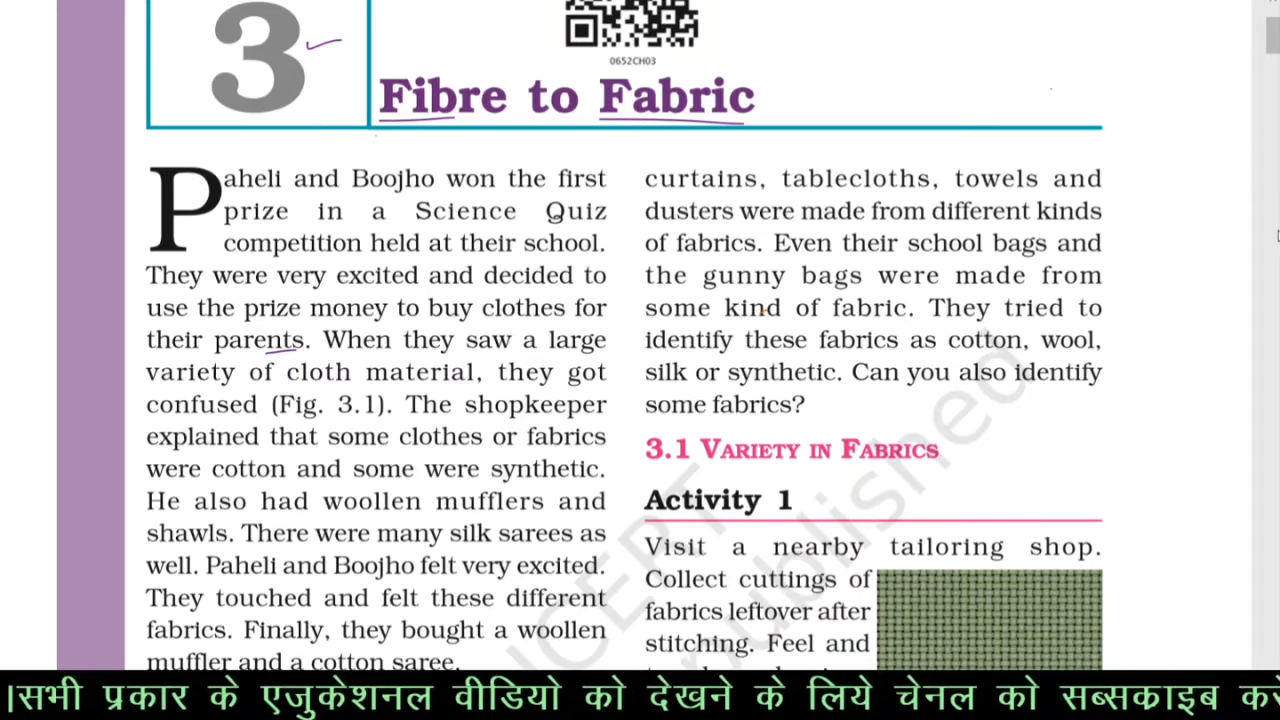 3
0652CH03
Fibre to Fabric
Paheli and Boojho won the first
prize in a Science Quiz
competition held at their school.
They were very excited and decided to
use the prize money to buy clothes for
their parents. When they saw a large
variety of cloth material, they got
confused (Fig. 3.1). The shopkeeper
explained that some clothes or fabrics
were cotton and some were synthetic.
He also had woollen mufflers and
shawls. There were many silk sarees as
well. Paheli and Boojho felt very excited.
They touched and felt these different
fabrics. Finally, they bought a woollen
muffler and a cotton saree.
curtains, tablecloths, towels and
dusters were made from different kinds
of fabrics. Even their school bags and
the gunny bags were made from
some kind of fabric. They tried to
identify these fabrics as cotton, wool,
silk or synthetic. Can you also identify
some fabrics?
3.1 VARIETY IN FABRICS
Activity 1
Visit a nearby tailoring shop.
Collect cuttings of
fabrics leftover after
stitching. Feel and
NCERT
published
।सभी प्रकार के एजुकेशनल वीडियो को देखने के लिये चेनल को सब्सक्राइब करे